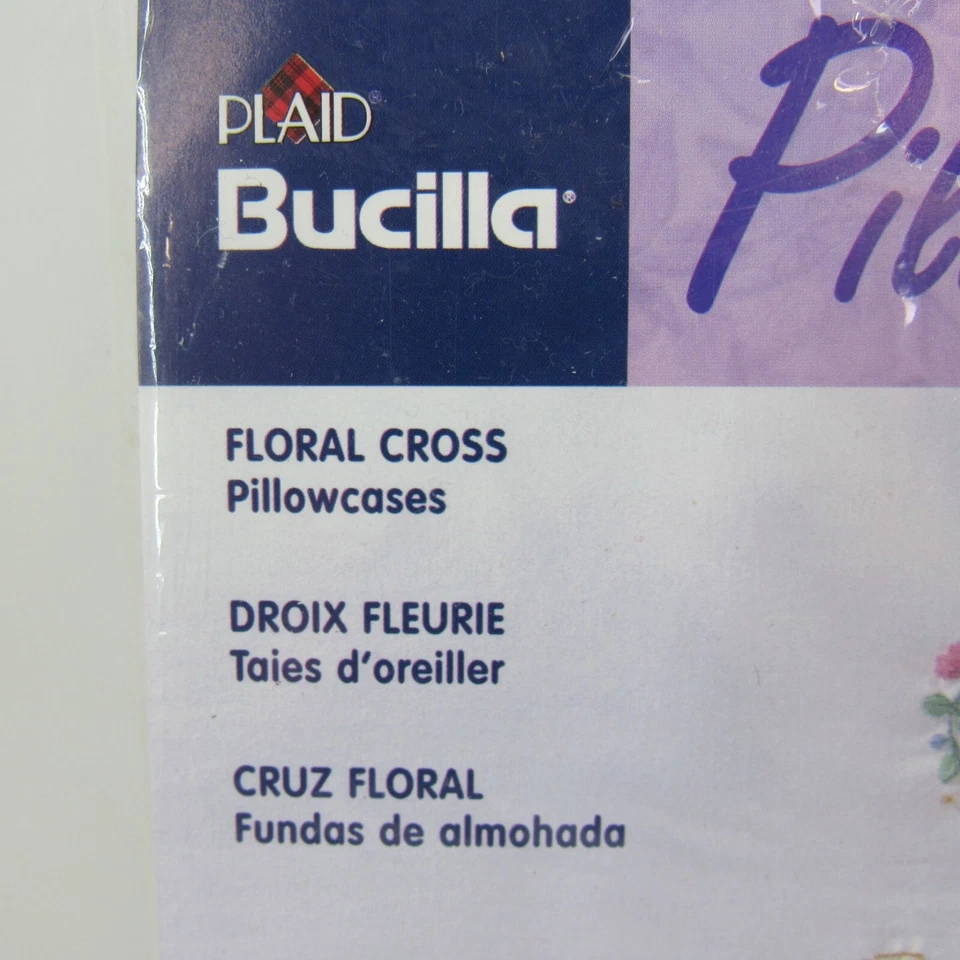 PLAID®
Bucilla®
FLORAL CROSS
Pillowcases
DROIX FLEURIE
Taies d'oreiller
CRUZ FLORAL
Fundas de almohada